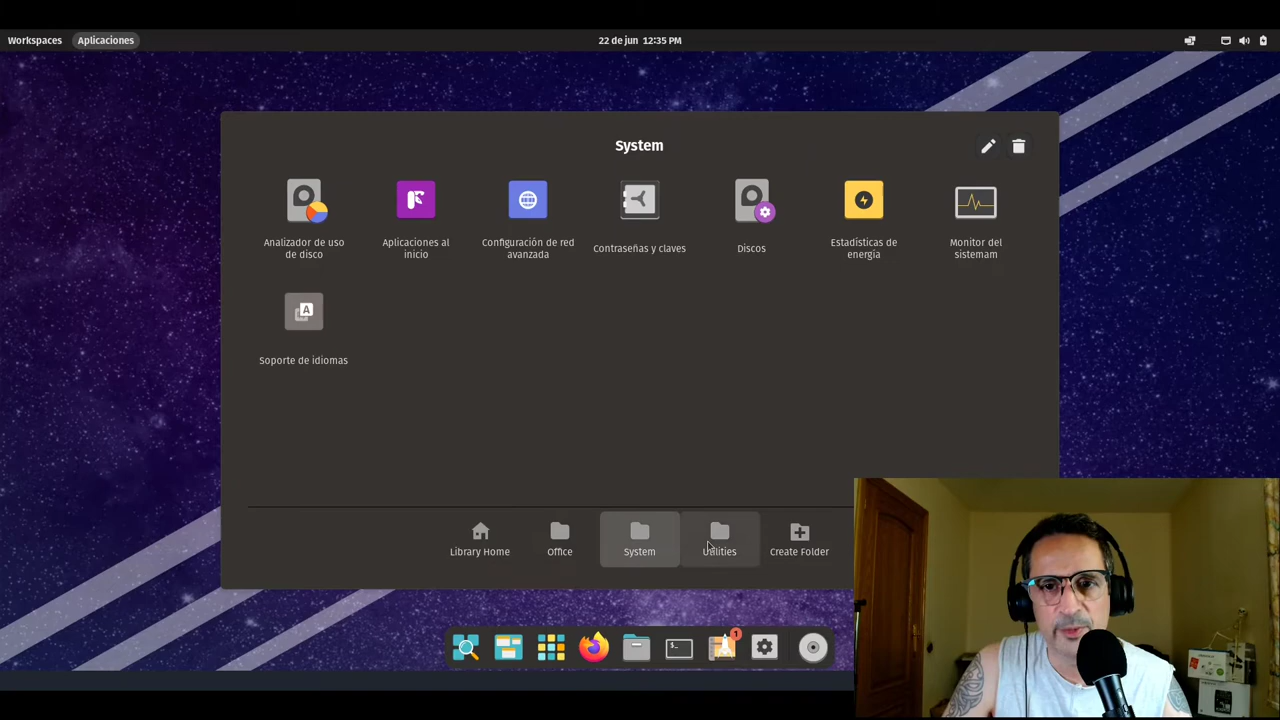 Workspaces
Aplicaciones
22 de jun 12:35 PM
System
Analizador de uso
de disco
Aplicaciones al
inicio
Configuración de red
avanzada
Contraseñas y claves
Discos
Estadísticas de
energía
Monitor del
sistemam
Soporte de idiomas
Library Home
Office
System
Utilities
Create Folder
1